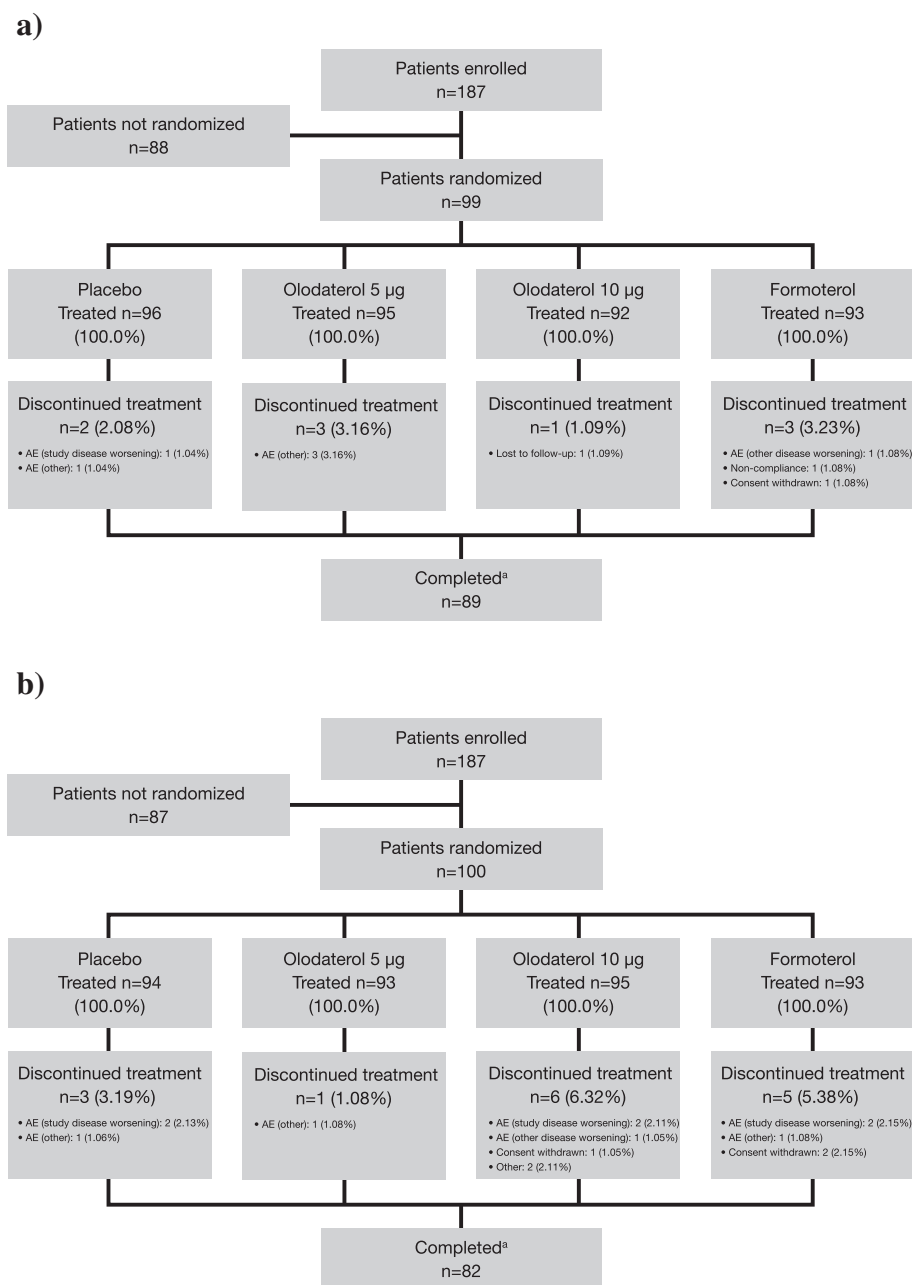 a)
Patients enrolled
n=187
Patients not randomized
n=88
Patients randomized
n=99
Placebo
Treated n=96
(100.0%)
Olodaterol 5 µg
Treated n=95
(100.0%)
Olodaterol 10 µg
Treated n=92
(100.0%)
Formoterol
Treated n=93
(100.0%)
Discontinued treatment
n=2 (2.08%)
• AE (study disease worsening): 1 (1.04%)
• AE (other): 1 (1.04%)
Discontinued treatment
n=3 (3.16%)
• AE (other): 3 (3.16%)
Discontinued treatment
n=1 (1.09%)
• Lost to follow-up: 1 (1.09%)
Discontinued treatment
n=3 (3.23%)
• AE (other disease worsening): 1 (1.08%)
• Non-compliance: 1 (1.08%)
• Consent withdrawn: 1 (1.08%)
Completedᵃ
n=89
b)
Patients enrolled
n=187
Patients not randomized
n=87
Patients randomized
n=100
Placebo
Treated n=94
(100.0%)
Olodaterol 5 µg
Treated n=93
(100.0%)
Olodaterol 10 µg
Treated n=95
(100.0%)
Formoterol
Treated n=93
(100.0%)
Discontinued treatment
n=3 (3.19%)
• AE (study disease worsening): 2 (2.13%)
• AE (other): 1 (1.06%)
Discontinued treatment
n=1 (1.08%)
• AE (other): 1 (1.08%)
Discontinued treatment
n=6 (6.32%)
• AE (study disease worsening): 2 (2.11%)
• AE (other disease worsening): 1 (1.05%)
• Consent withdrawn: 1 (1.05%)
• Other: 2 (2.11%)
Discontinued treatment
n=5 (5.38%)
• AE (study disease worsening): 2 (2.15%)
• AE (other): 1 (1.08%)
• Consent withdrawn: 2 (2.15%)
Completedᵃ
n=82